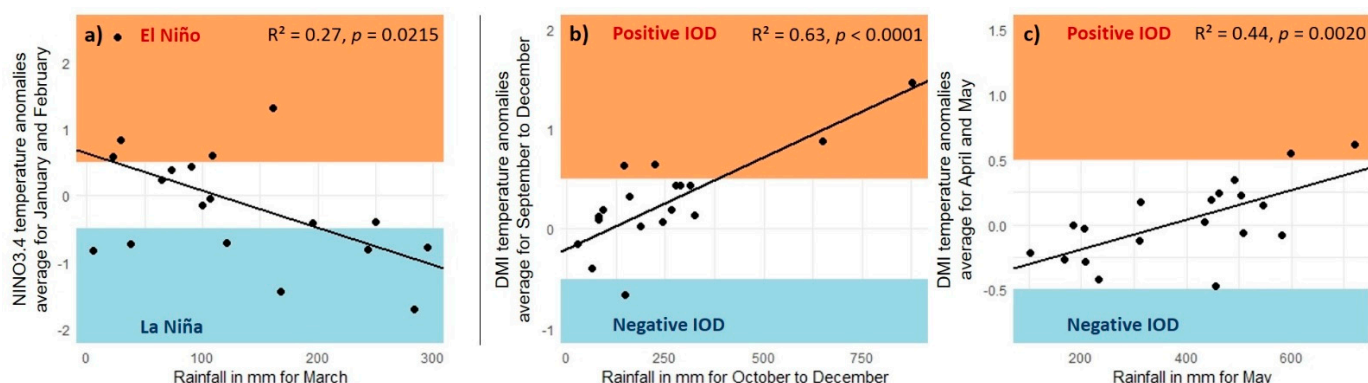 a)
El Niño
R² = 0.27, p = 0.0215
NINO3.4 temperature anomalies
average for January and February
2
1
0
-1
-2
La Niña
0
100
200
300
Rainfall in mm for March
b)
Positive IOD
R² = 0.63, p < 0.0001
DMI temperature anomalies
average for September to December
2
1
0
-1
Negative IOD
0
250
500
750
Rainfall in mm for October to December
c)
Positive IOD
R² = 0.44, p = 0.0020
DMI temperature anomalies
average for April and May
1.5
1.0
0.5
0.0
-0.5
Negative IOD
200
400
600
Rainfall in mm for May